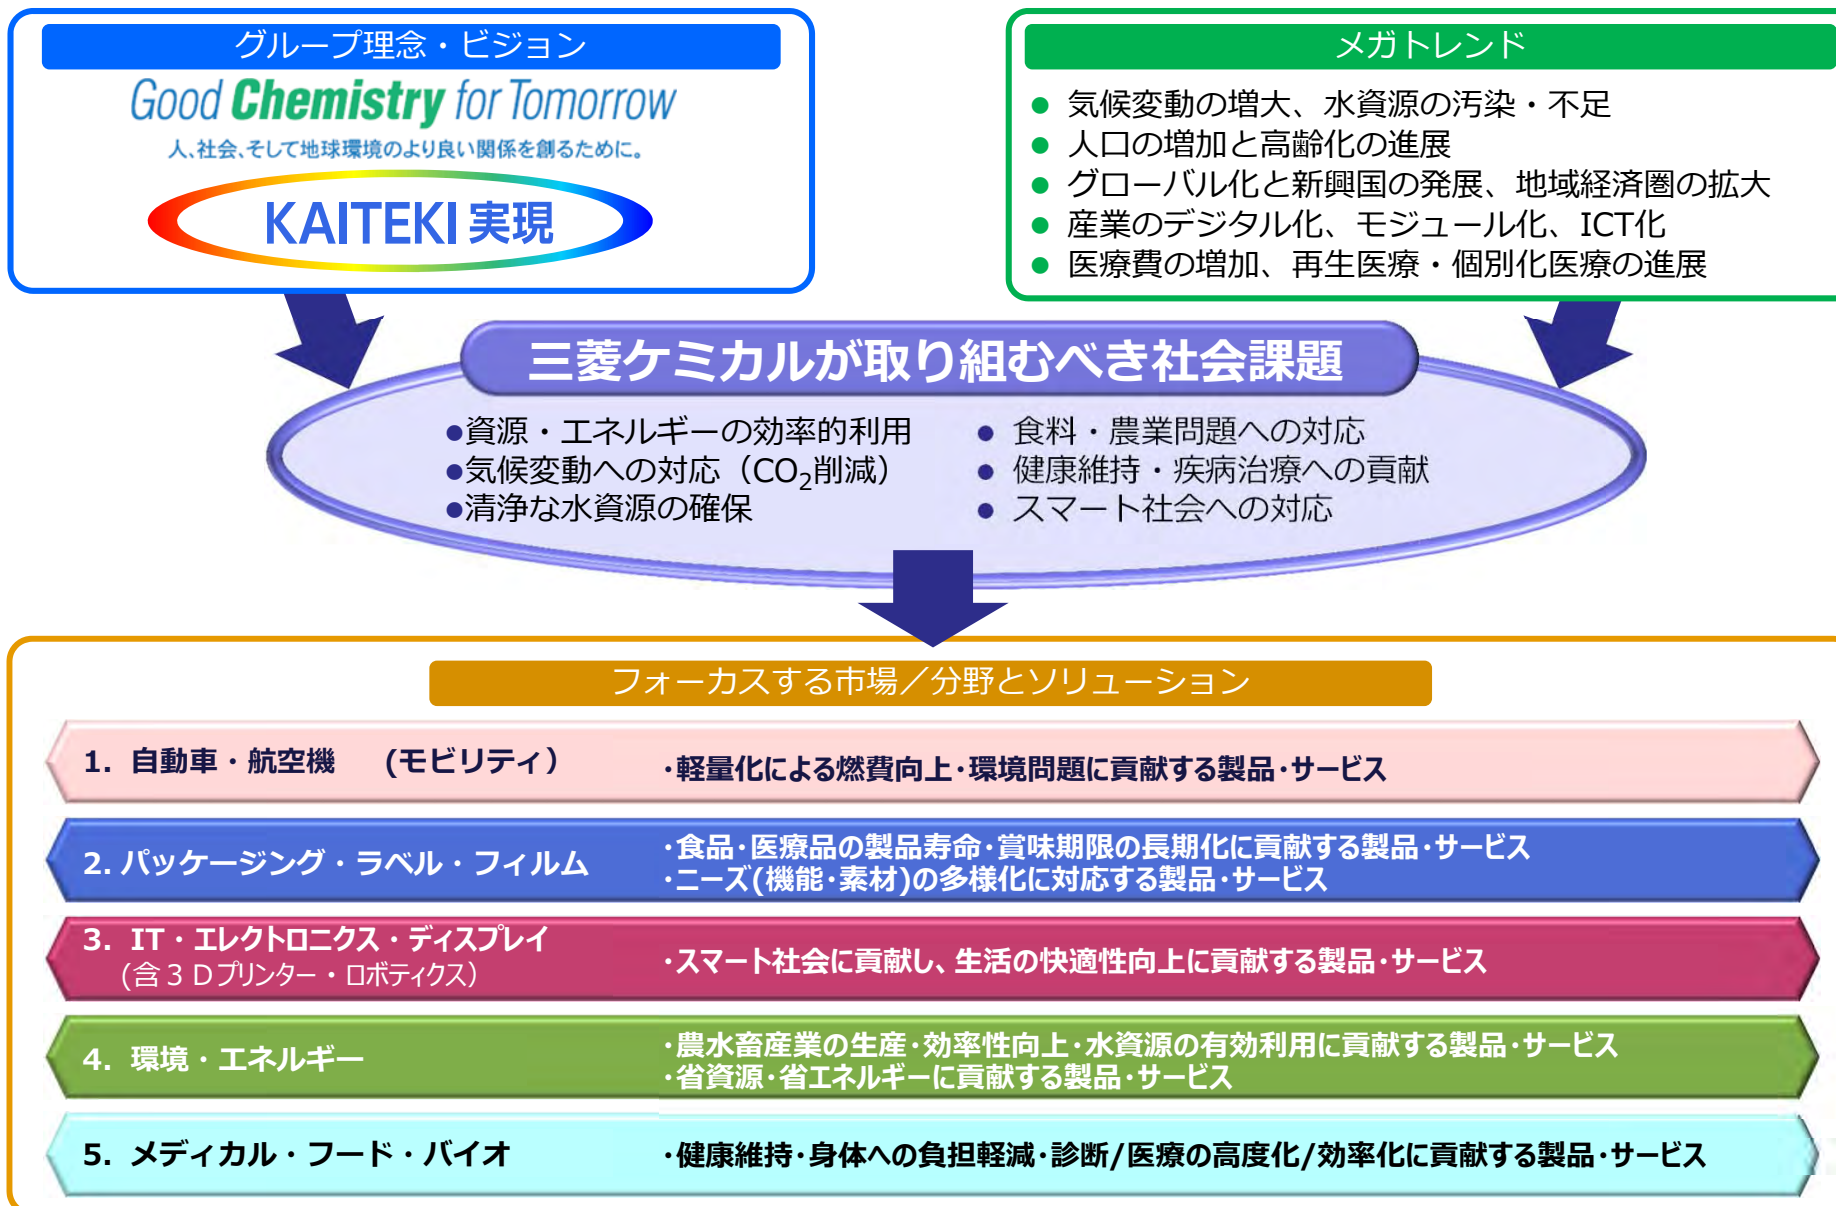 グループ理念・ビジョン
Good Chemistry for Tomorrow
人、社会、そして地球環境のより良い関係を創るために。
KAITEKI 実現
メガトレンド
● 気候変動の増大、水資源の汚染・不足
● 人口の増加と高齢化の進展
● グローバル化と新興国の発展、地域経済圏の拡大
● 産業のデジタル化、モジュール化、ICT化
● 医療費の増加、再生医療・個別化医療の進展
三菱ケミカルが取り組むべき社会課題
●資源・エネルギーの効率的利用
●気候変動への対応（CO₂削減）
●清浄な水資源の確保
● 食料・農業問題への対応
● 健康維持・疾病治療への貢献
● スマート社会への対応
フォーカスする市場／分野とソリューション
1. 自動車・航空機 (モビリティ）
・軽量化による燃費向上・環境問題に貢献する製品・サービス
2. パッケージング・ラベル・フィルム
・食品・医療品の製品寿命・賞味期限の長期化に貢献する製品・サービス
・ニーズ(機能・素材)の多様化に対応する製品・サービス
3. IT・エレクトロニクス・ディスプレイ
(含３Ｄプリンター・ロボティクス）
・スマート社会に貢献し、生活の快適性向上に貢献する製品・サービス
4. 環境・エネルギー
・農水畜産業の生産・効率性向上・水資源の有効利用に貢献する製品・サービス
・省資源・省エネルギーに貢献する製品・サービス
5. メディカル・フード・バイオ
・健康維持・身体への負担軽減・診断/医療の高度化/効率化に貢献する製品・サービス